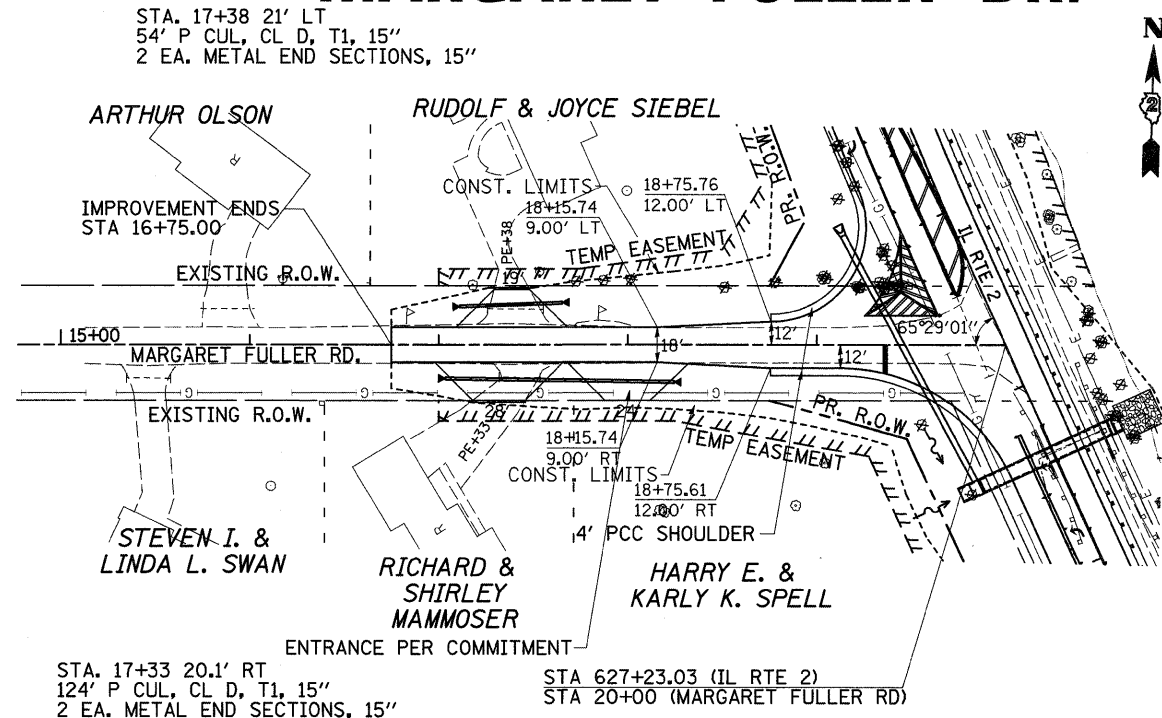 STA. 17+38 21' LT
54' P CUL, CL D, T1, 15"
2 EA. METAL END SECTIONS, 15"
N
2
ARTHUR OLSON
RUDOLF & JOYCE SIEBEL
CONST. LIMITS
18+15.74
9.00' LT
18+75.76
12.00' LT
PR. R.O.W.
IMPROVEMENT ENDS
STA 16+75.00
PE+38
TEMP EASEMENT
IL RTE 2
EXISTING R.O.W.
19'
65°29'01"
15+00
MARGARET FULLER RD.
18'
12'
12'
EXISTING R.O.W.
28'
24'
PE+33
PR. R.O.W.
18+15.74
9.00' RT
TEMP EASEMENT
CONST. LIMITS
18+75.61
12.00' RT
4' PCC SHOULDER
STEVEN I. &
LINDA L. SWAN
RICHARD &
SHIRLEY
MAMMOSER
HARRY E. &
KARLY K. SPELL
ENTRANCE PER COMMITMENT
STA. 17+33 20.1' RT
124' P CUL, CL D, T1, 15"
2 EA. METAL END SECTIONS, 15"
STA 627+23.03 (IL RTE 2)
STA 20+00 (MARGARET FULLER RD)